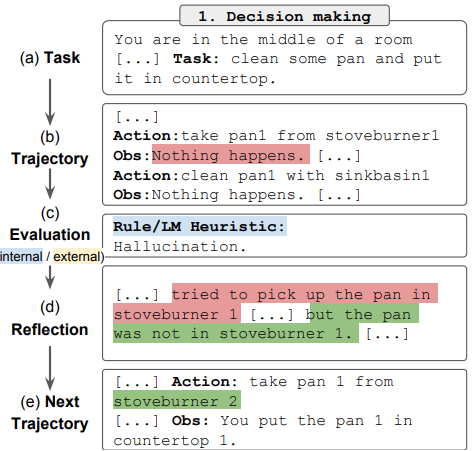 1. Decision making
(a) Task
You are in the middle of a room
[...] Task: clean some pan and put
it in countertop.
(b)
Trajectory
[...]
Action:take pan1 from stoveburner1
Obs:Nothing happens. [...]
Action:clean pan1 with sinkbasin1
Obs:Nothing happens. [...]
(c)
Evaluation
(internal / external)
Rule/LM Heuristic:
Hallucination.
(d)
Reflection
[...] tried to pick up the pan in
stoveburner 1 [...] but the pan
was not in stoveburner 1. [...]
(e) Next
Trajectory
[...] Action: take pan 1 from
stoveburner 2
[...] Obs: You put the pan 1 in
countertop 1.